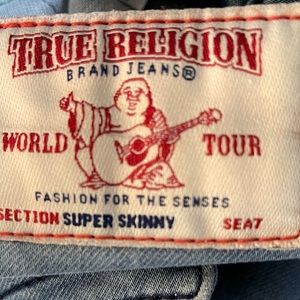 TRUE RELIGION
BRAND JEANS®
WORLD TOUR
FASHION FOR THE SENSES
SECTION SUPER SKINNY SEAT